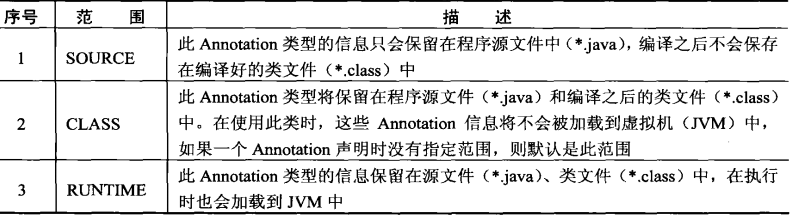 序号 范 围 描 述
1 SOURCE 此 Annotation 类型的信息只会保留在程序源文件中（*.java），编译之后不会保存
在编译好的类文件（*.class）中
2 CLASS 此 Annotation 类型将保留在程序源文件（*.java）和编译之后的类文件（*.class）
中。在使用此类时，这些 Annotation 信息将不会被加载到虚拟机（JVM）中，
如果一个 Annotation 声明时没有指定范围，则默认是此范围
3 RUNTIME 此 Annotation 类型的信息保留在源文件（*.java）、类文件（*.class）中，在执行
时也会加载到 JVM 中